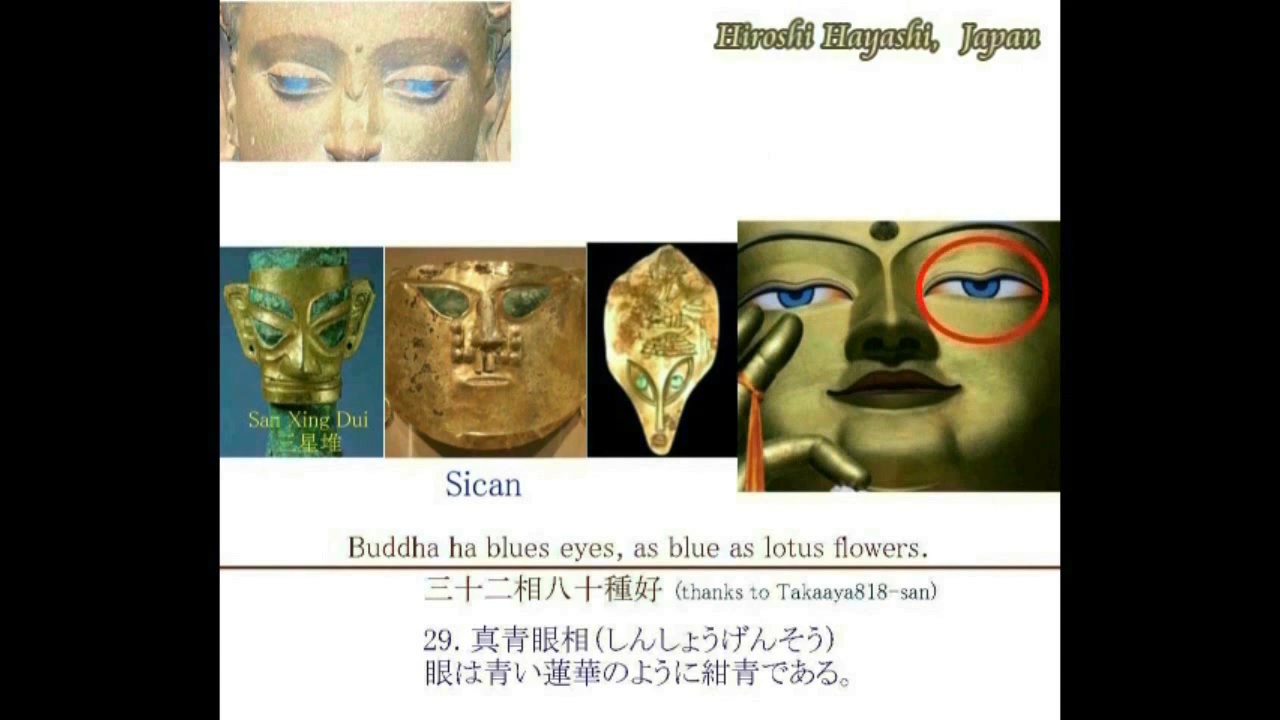 Hiroshi Hayashi, Japan
San Xing Dui
三星堆
Sican
Buddha ha blues eyes, as blue as lotus flowers.
三十二相八十種好 (thanks to Takaaya818-san)
29. 真青眼相(しんしょうげんそう)
眼は青い蓮華のように紺青である。